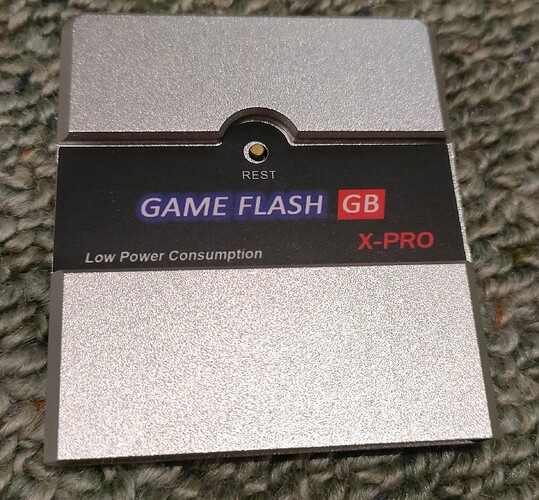 REST
GAME FLASH GB
X-PRO
Low Power Consumption